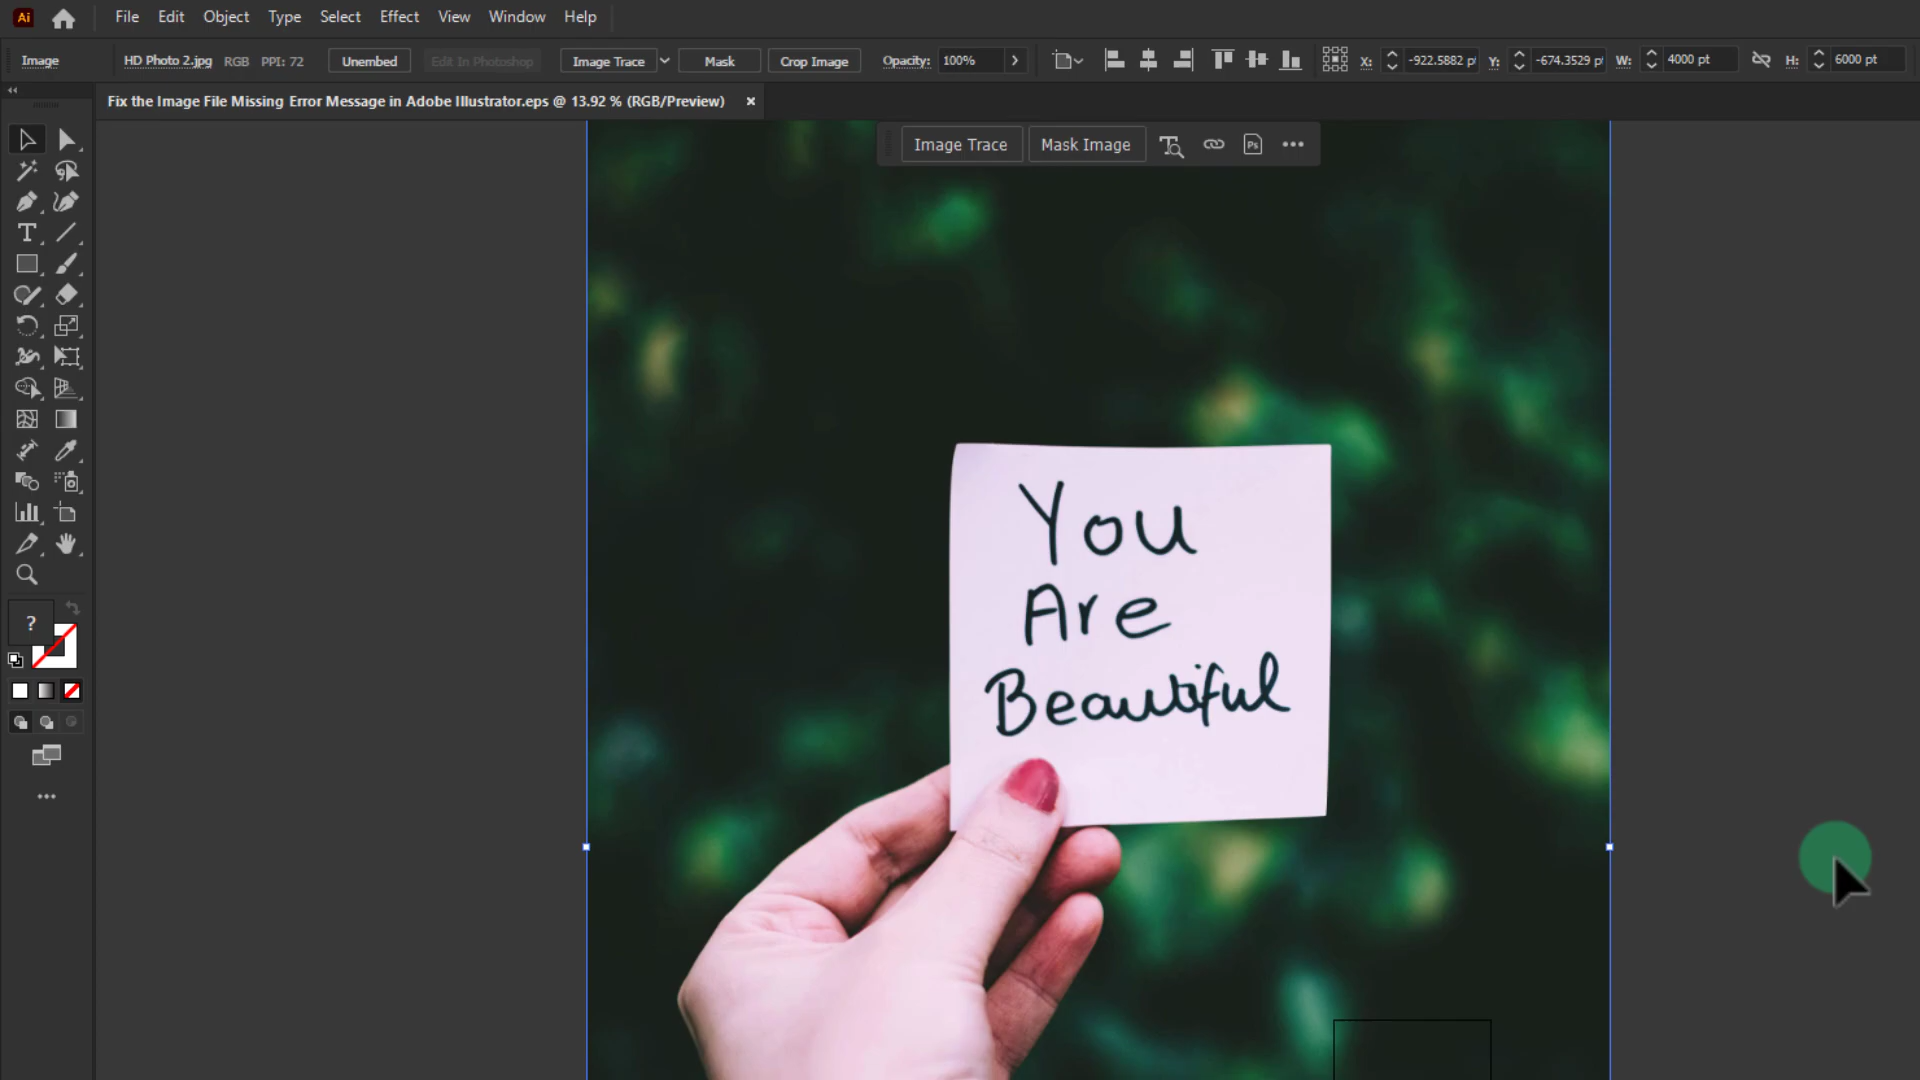 Ai File Edit Object Type Select Effect View Window Help
Image HD Photo 2.jpg RGB PPI: 72 Unembed Edit In Photoshop Image Trace Mask Crop Image Opacity: 100% X: -922.5882 Y: -674.3529 W: 4000 pt H: 6000 pt
Fix the Image File Missing Error Message in Adobe Illustrator.eps @ 13.92 % (RGB/Preview)
Image Trace Mask Image Ps
You
Are
Beautiful
?